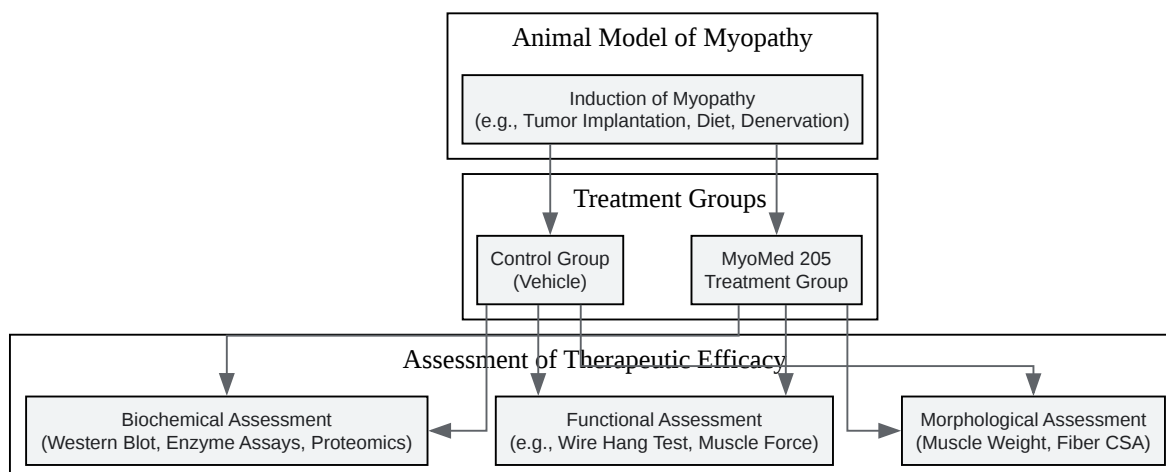 Animal Model of Myopathy
Induction of Myopathy
(e.g., Tumor Implantation, Diet, Denervation)
Treatment Groups
Control Group
(Vehicle)
MyoMed 205
Treatment Group
Assessment of Therapeutic Efficacy
Biochemical Assessment
(Western Blot, Enzyme Assays, Proteomics)
Functional Assessment
(e.g., Wire Hang Test, Muscle Force)
Morphological Assessment
(Muscle Weight, Fiber CSA)